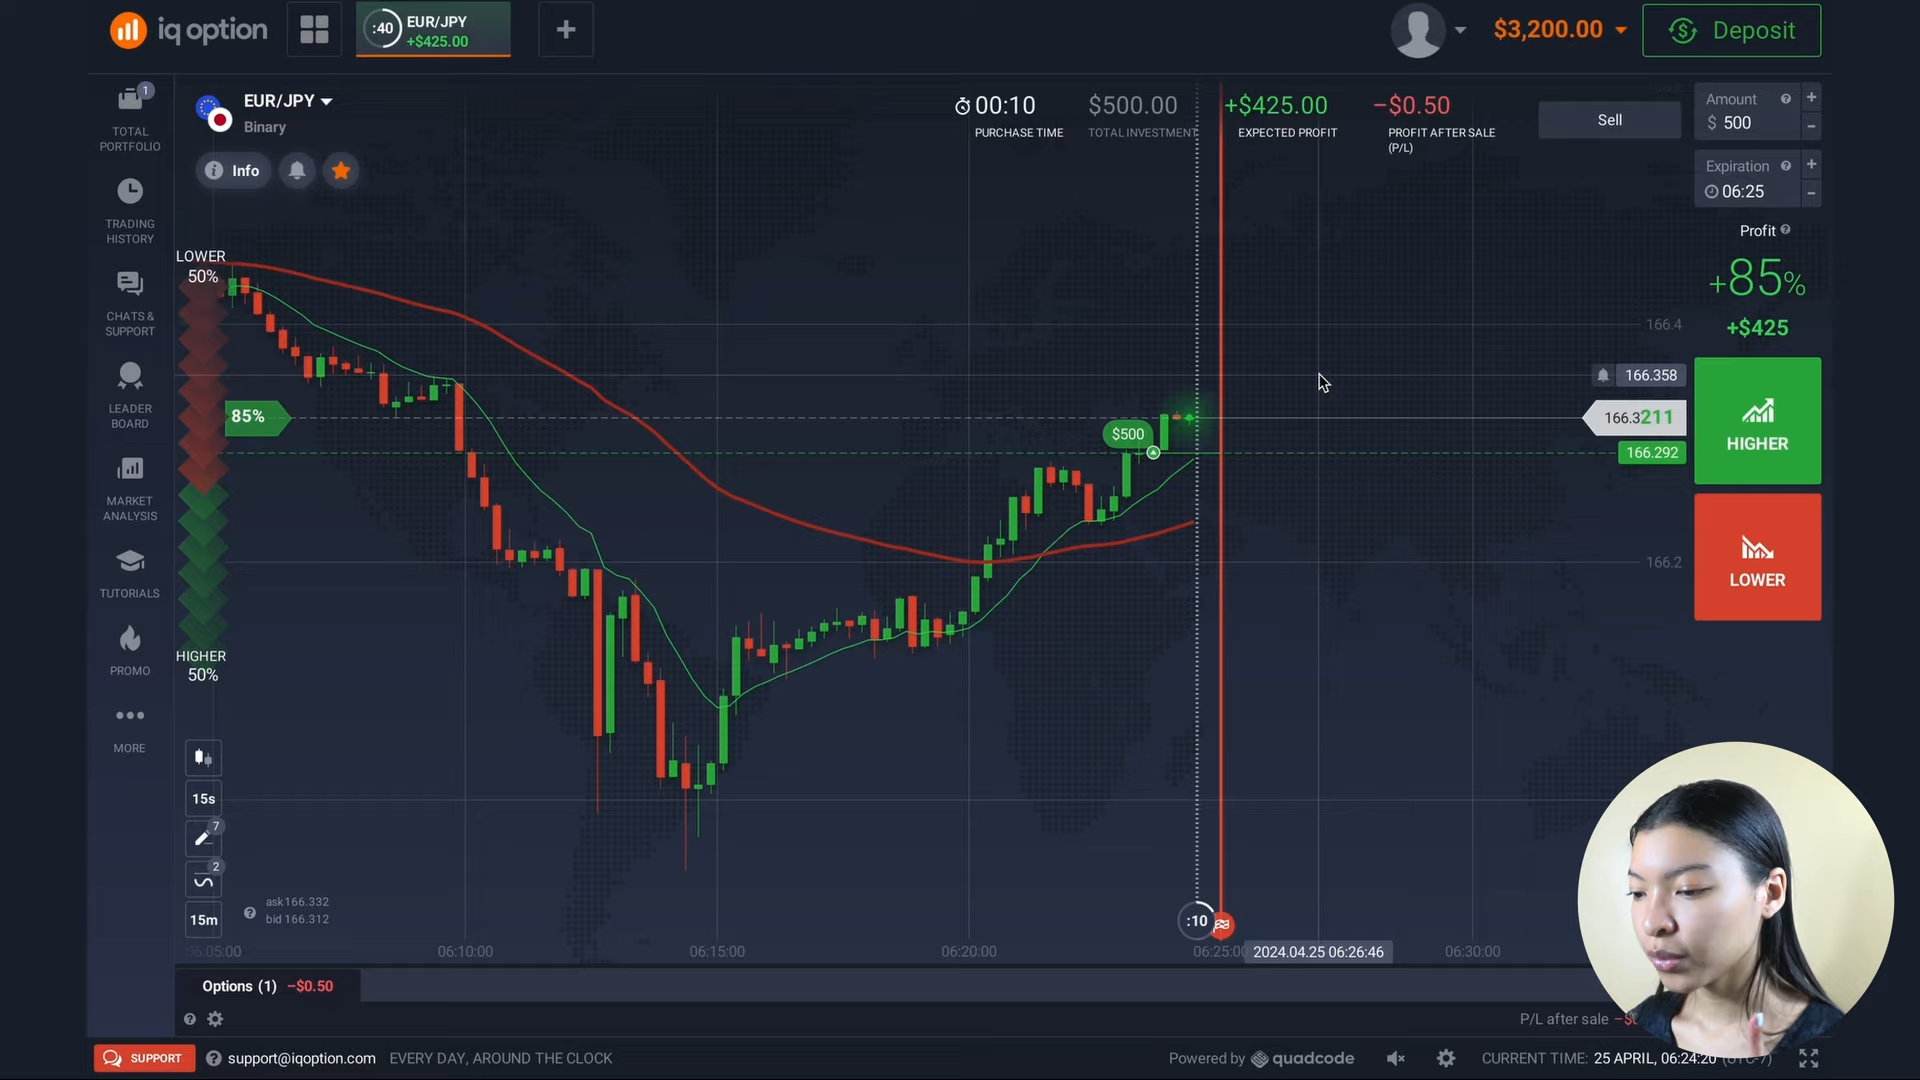 iq option
:40
EUR/JPY
+$425.00
+
$3,200.00
Deposit
1
TOTAL
PORTFOLIO
TRADING
HISTORY
CHATS &
SUPPORT
LEADER
BOARD
MARKET
ANALYSIS
TUTORIALS
PROMO
MORE
EUR/JPY
Binary
Info
00:10
PURCHASE TIME
$500.00
TOTAL INVESTMENT
+$425.00
EXPECTED PROFIT
−$0.50
PROFIT AFTER SALE
(P/L)
Sell
Amount
$ 500
Expiration
06:25
Profit
+85%
+$425
HIGHER
LOWER
LOWER
50%
85%
HIGHER
50%
$500
166.4
166.358
166.3211
166.292
166.2
15s
7
2
15m
ask 166.332
bid 166.312
:10
06:05:00
06:10:00
06:15:00
06:20:00
06:25:00
2024.04.25 06:26:46
06:30:00
Options (1) −$0.50
P/L after sale
SUPPORT
support@iqoption.com
EVERY DAY, AROUND THE CLOCK
Powered by quadcode
CURRENT TIME: 25 APRIL, 06:24:20 (UTC-7)